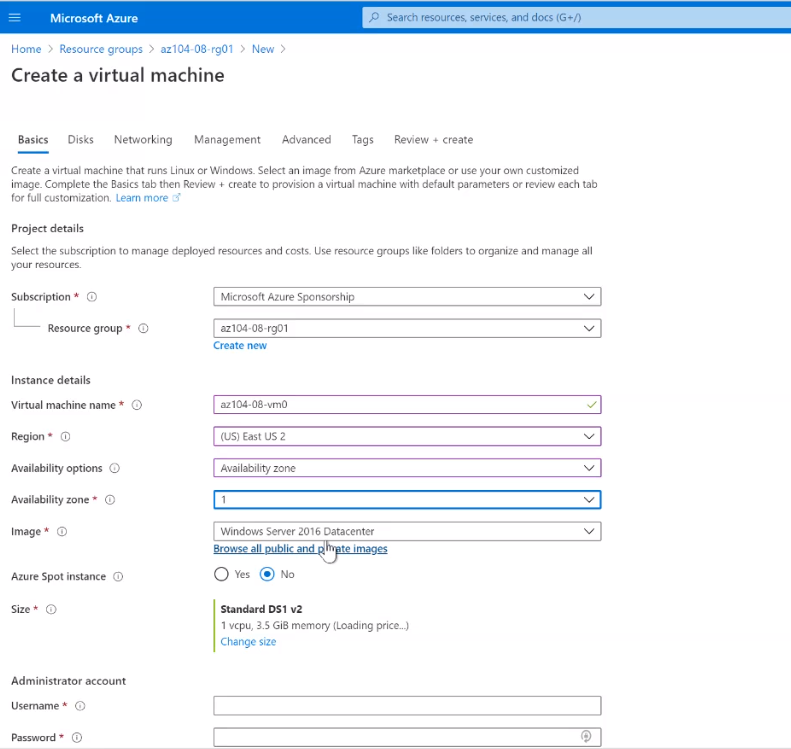 Microsoft Azure
Search resources, services, and docs (G+/)
Home > Resource groups > az104-08-rg01 > New >
Create a virtual machine
Basics Disks Networking Management Advanced Tags Review + create
Create a virtual machine that runs Linux or Windows. Select an image from Azure marketplace or use your own customized
image. Complete the Basics tab then Review + create to provision a virtual machine with default parameters or review each tab
for full customization. Learn more
Project details
Select the subscription to manage deployed resources and costs. Use resource groups like folders to organize and manage all
your resources.
Subscription * Microsoft Azure Sponsorship
Resource group * az104-08-rg01
Create new
Instance details
Virtual machine name * az104-08-vm0
Region * (US) East US 2
Availability options Availability zone
Availability zone * 1
Image * Windows Server 2016 Datacenter
Browse all public and private images
Azure Spot instance Yes No
Size * Standard DS1 v2
1 vcpu, 3.5 GiB memory (Loading price...)
Change size
Administrator account
Username *
Password *